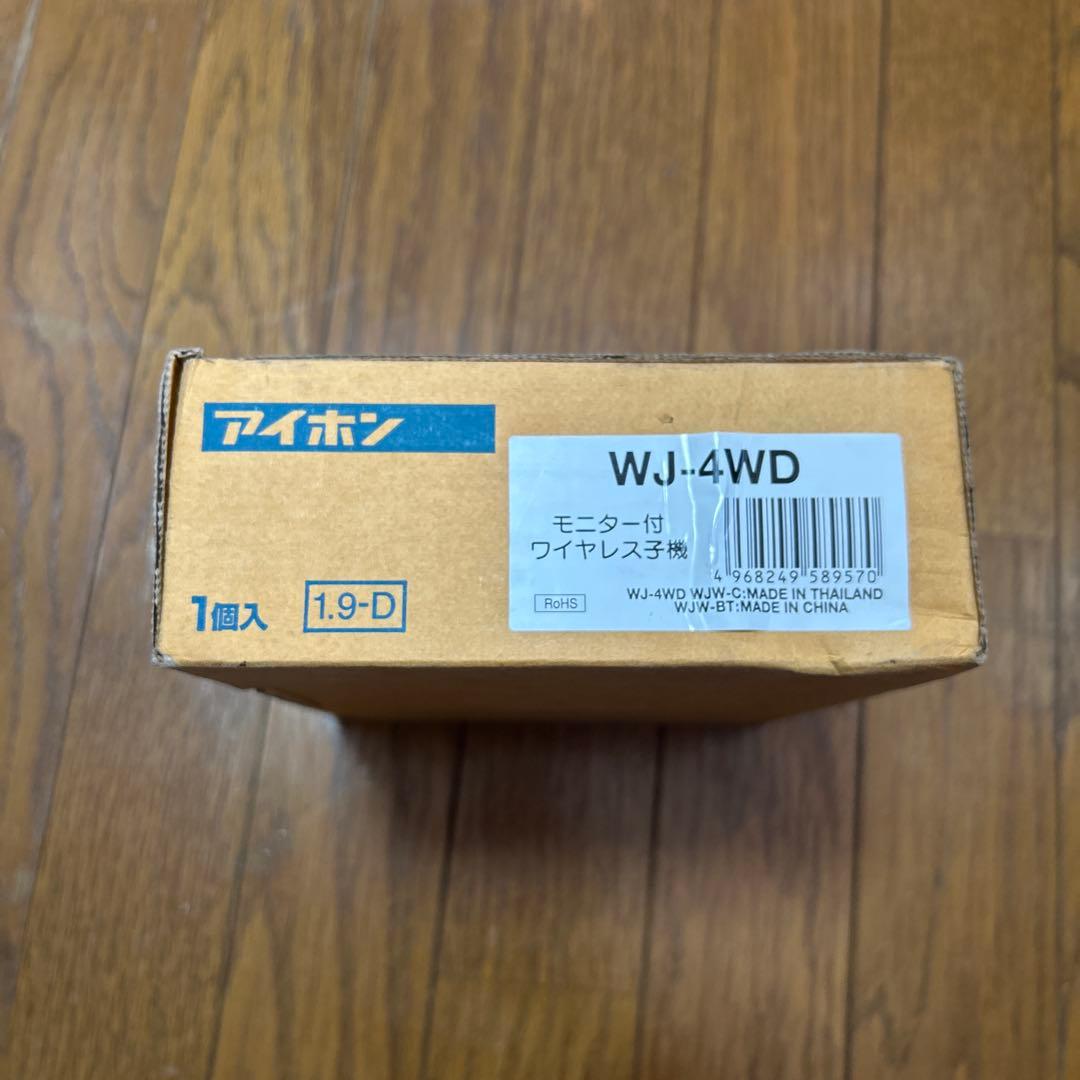 アイホン
WJ-4WD
モニター付
ワイヤレス子機
4 968249 589570
RoHS
WJ-4WD WJW-C:MADE IN THAILAND
WJW-BT:MADE IN CHINA
1個入
1.9-D